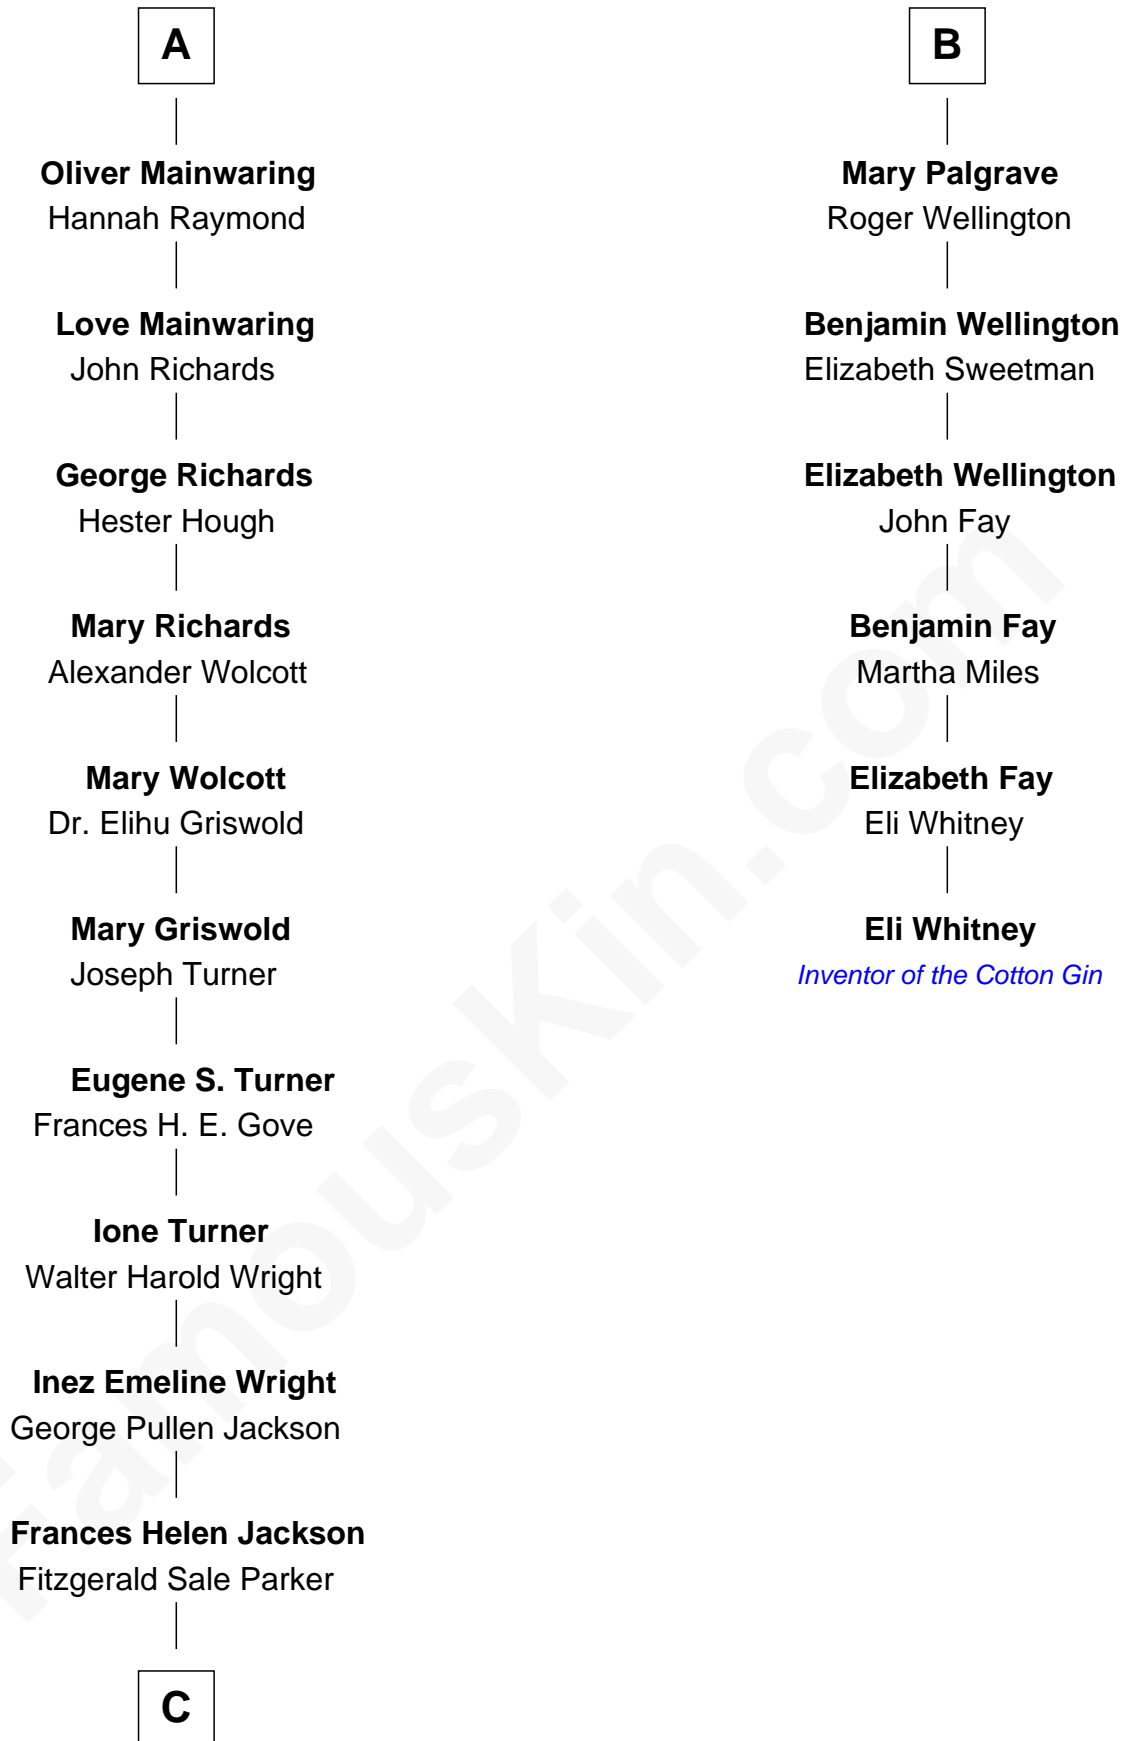 A
Oliver Mainwaring
Hannah Raymond
Love Mainwaring
John Richards
George Richards
Hester Hough
Mary Richards
Alexander Wolcott
Mary Wolcott
Dr. Elihu Griswold
Mary Griswold
Joseph Turner
Eugene S. Turner
Frances H. E. Gove
Ione Turner
Walter Harold Wright
Inez Emeline Wright
George Pullen Jackson
Frances Helen Jackson
Fitzgerald Sale Parker
C
B
Mary Palgrave
Roger Wellington
Benjamin Wellington
Elizabeth Sweetman
Elizabeth Wellington
John Fay
Benjamin Fay
Martha Miles
Elizabeth Fay
Eli Whitney
Eli Whitney
Inventor of the Cotton Gin
FamousKin.com